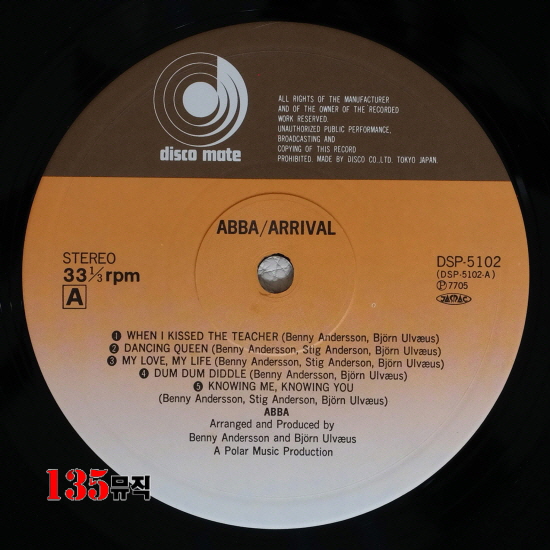 ALL RIGHTS OF THE MANUFACTURER
AND OF THE OWNER OF THE RECORDED
WORK RESERVED.
UNAUTHORIZED PUBLIC PERFORMANCE,
BROADCASTING AND
COPYING OF THIS RECORD
PROHIBITED. MADE BY DISCO CO.,LTD. TOKYO JAPAN.
disco mate
ABBA/ARRIVAL
STEREO
33 1/3 rpm
A
DSP-5102
(DSP-5102-A)
Ⓟ7705
JASRAC
❶ WHEN I KISSED THE TEACHER (Benny Andersson, Björn Ulvæus)
❷ DANCING QUEEN (Benny Andersson, Stig Anderson, Björn Ulvæus)
❸ MY LOVE, MY LIFE (Benny Andersson, Stig Anderson, Björn Ulvæus)
❹ DUM DUM DIDDLE (Benny Andersson, Björn Ulvæus)
❺ KNOWING ME, KNOWING YOU
(Benny Andersson, Stig Anderson, Björn Ulvæus)
ABBA
Arranged and Produced by
Benny Andersson and Björn Ulvæus
A Polar Music Production
135뮤직